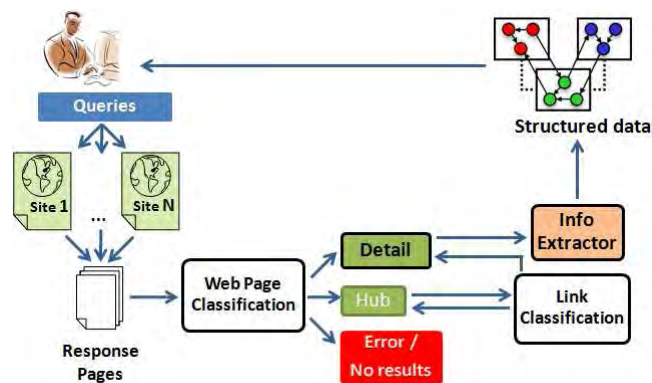 Queries
Structured data
Site 1
...
Site N
Info
Extractor
Detail
Web Page
Classification
Hub
Link
Classification
Response
Pages
Error /
No results